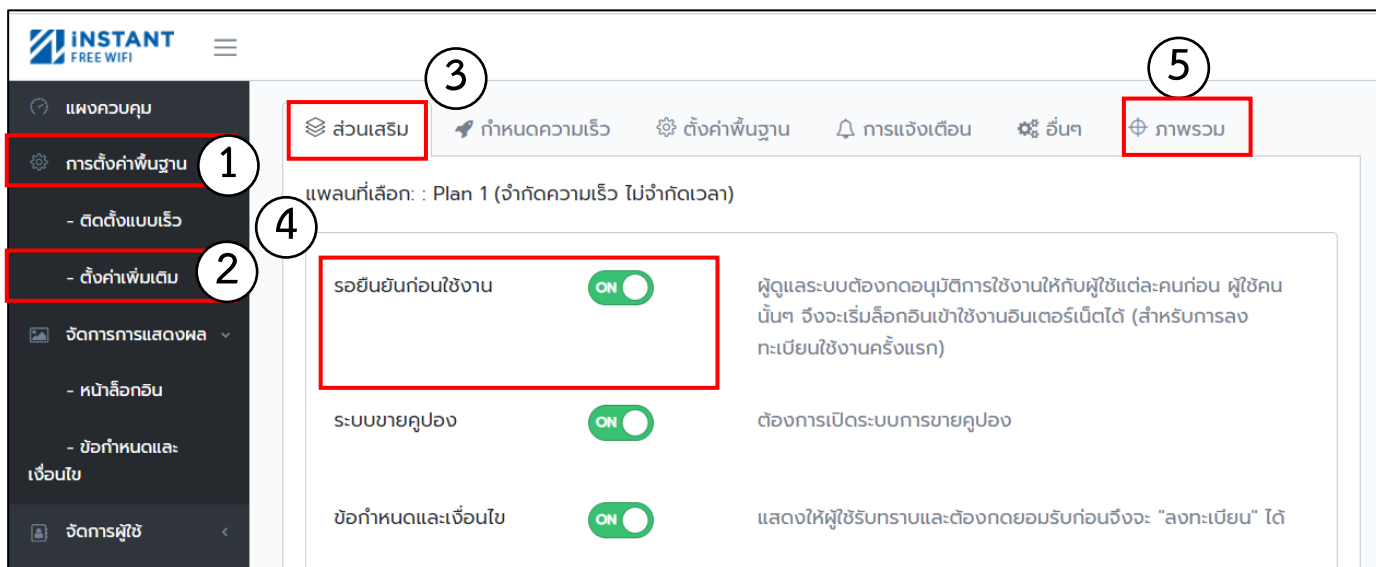 iNSTANT
FREE WIFI
3
5
แผงควบคุม
ส่วนเสริม กำหนดความเร็ว ตั้งค่าพื้นฐาน การแจ้งเตือน อื่นๆ ภาพรวม
การตั้งค่าพื้นฐาน 1
แพลนที่เลือก: : Plan 1 (จำกัดความเร็ว ไม่จำกัดเวลา)
- ติดตั้งแบบเร็ว
4
- ตั้งค่าเพิ่มเติม 2
รอยืนยันก่อนใช้งาน ON ผู้ดูแลระบบต้องกดอนุมัติการใช้งานให้กับผู้ใช้แต่ละคนก่อน ผู้ใช้คน
นั้นๆ จึงจะเริ่มล็อกอินเข้าใช้งานอินเตอร์เน็ตได้ (สำหรับการลง
ทะเบียนใช้งานครั้งแรก)
จัดการการแสดงผล
- หน้าล็อกอิน
ระบบขายคูปอง ON ต้องการเปิดระบบการขายคูปอง
- ข้อกำหนดและ
เงื่อนไข
ข้อกำหนดและเงื่อนไข ON แสดงให้ผู้ใช้รับทราบและต้องกดยอมรับก่อนจึงจะ "ลงทะเบียน" ได้
จัดการผู้ใช้